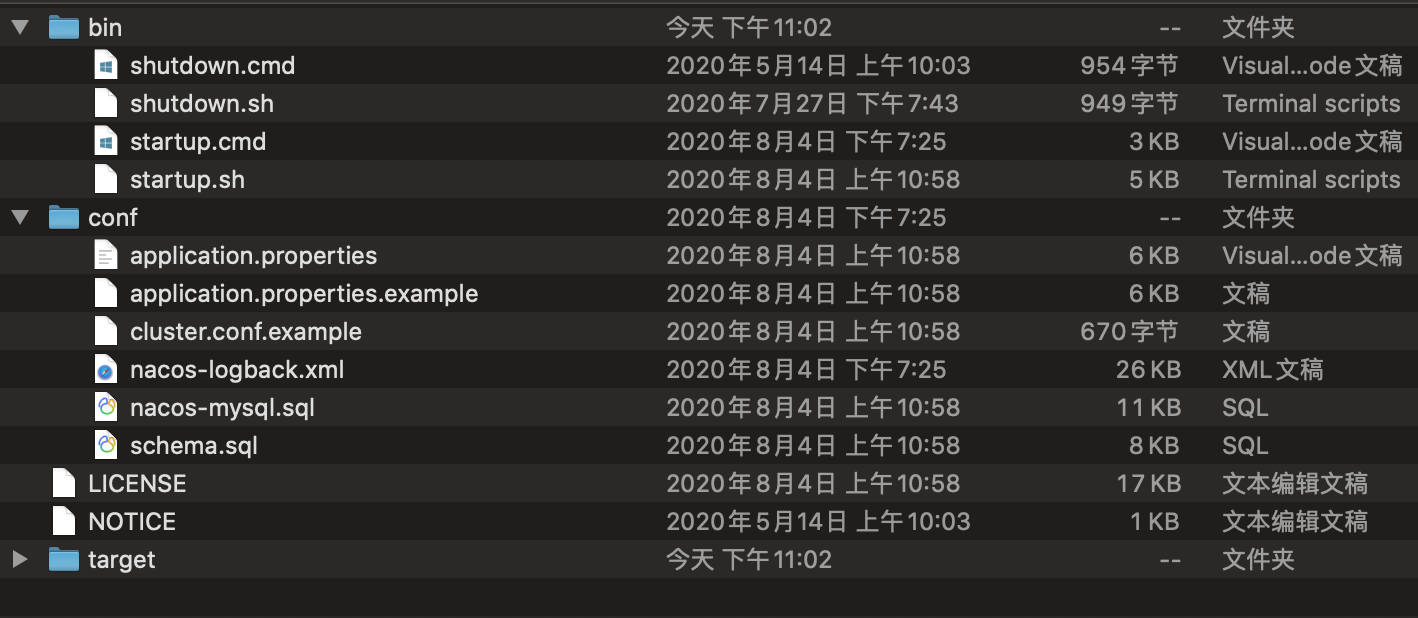 bin 今天 下午11:02 -- 文件夹
shutdown.cmd 2020年5月14日 上午10:03 954字节 Visual...ode文稿
shutdown.sh 2020年7月27日 下午7:43 949字节 Terminal scripts
startup.cmd 2020年8月4日 下午7:25 3 KB Visual...ode文稿
startup.sh 2020年8月4日 上午10:58 5 KB Terminal scripts
conf 2020年8月4日 下午7:25 -- 文件夹
application.properties 2020年8月4日 上午10:58 6 KB Visual...ode文稿
application.properties.example 2020年8月4日 上午10:58 6 KB 文稿
cluster.conf.example 2020年8月4日 上午10:58 670字节 文稿
nacos-logback.xml 2020年8月4日 下午7:25 26 KB XML文稿
nacos-mysql.sql 2020年8月4日 上午10:58 11 KB SQL
schema.sql 2020年8月4日 上午10:58 8 KB SQL
LICENSE 2020年8月4日 上午10:58 17 KB 文本编辑文稿
NOTICE 2020年5月14日 上午10:03 1 KB 文本编辑文稿
target 今天 下午11:02 -- 文件夹